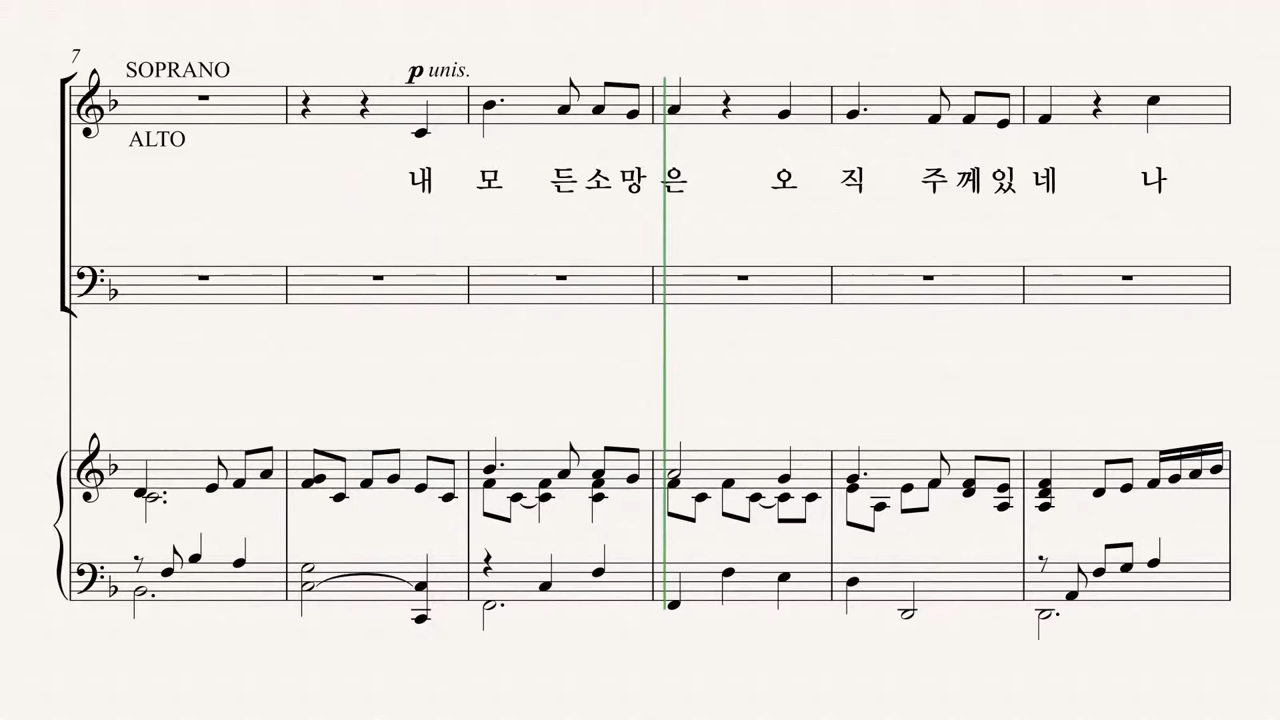 7
SOPRANO
p unis.
ALTO
내 모 든 소 망 은 오 직 주 께 있 네 나